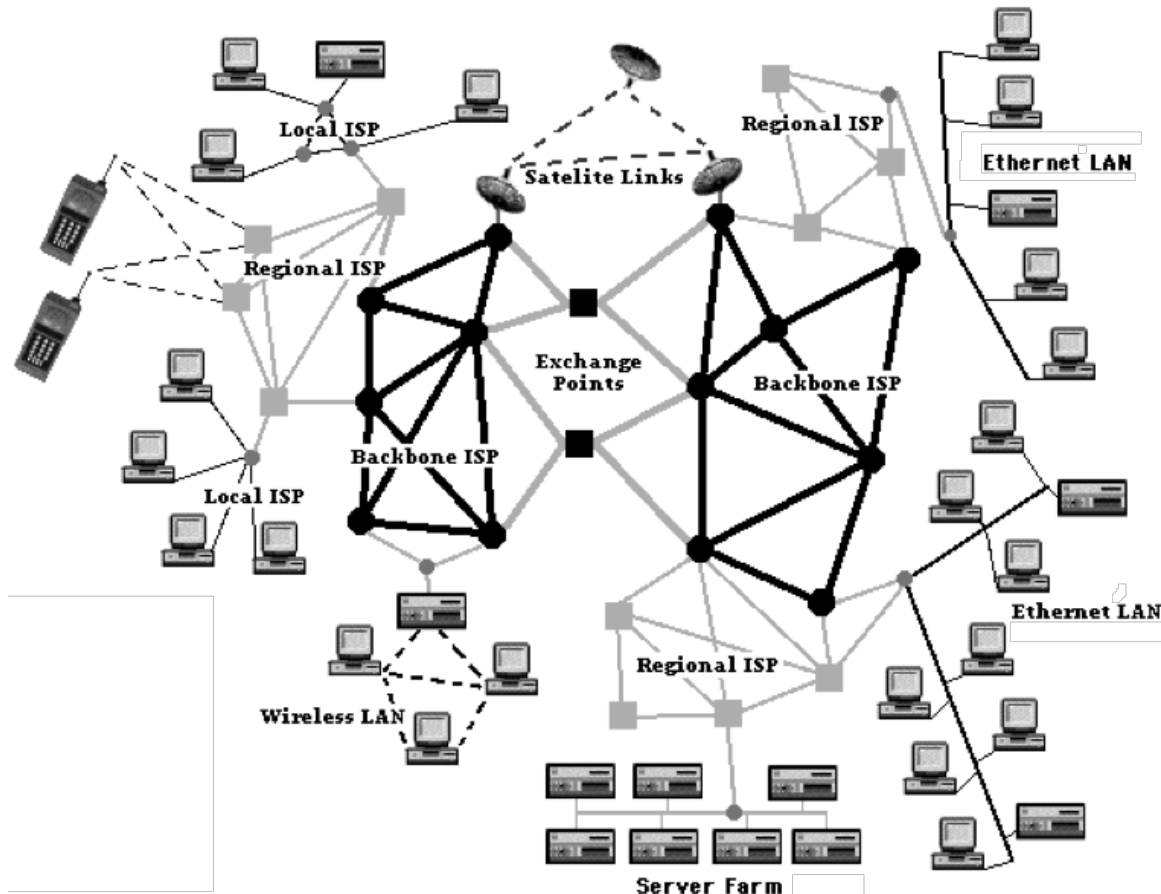 Local ISP
Regional ISP
Satelite Links
Ethernet LAN
Regional ISP
Exchange
Points
Backbone ISP
Backbone ISP
Local ISP
Ethernet LAN
Regional ISP
Wireless LAN
Server Farm